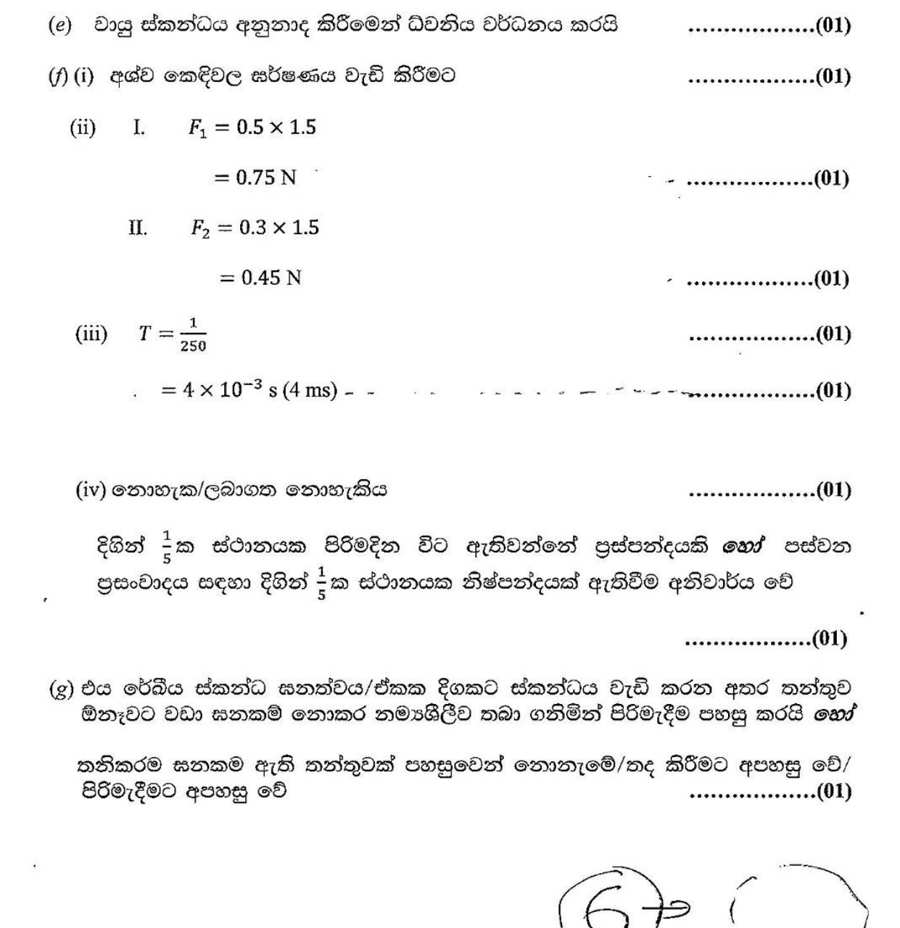 (e) වායු ස්කන්ධය අනුනාද කිරීමෙන් ධ්වනිය වර්ධනය කරයි ...................(01)
(f) (i) අශ්ව කෙඳිවල ඝර්ෂණය වැඩි කිරීමට ...................(01)
(ii) I. F₁ = 0.5 × 1.5
= 0.75 N ...................(01)
II. F₂ = 0.3 × 1.5
= 0.45 N ...................(01)
(iii) T = 1/250 ...................(01)
= 4 × 10⁻³ s (4 ms) ...................(01)
(iv) නොහැක/ලබාගත නොහැකිය ...................(01)
දිගින් 1/5 ක ස්ථානයක පිරිමදින විට ඇතිවන්නේ ප්‍රස්පන්දයකි හෝ පස්වන
ප්‍රසංවාදය සඳහා දිගින් 1/5 ක ස්ථානයක නිෂ්පන්දයක් ඇතිවීම අනිවාර්ය වේ
...................(01)
(g) එය රේඛීය ස්කන්ධ ඝනත්වය/ඒකක දිගකට ස්කන්ධය වැඩි කරන අතර තන්තුව
ඕනෑවට වඩා ඝනකම් නොකර නම්‍යශීලීව තබා ගනිමින් පිරිමැදීම පහසු කරයි හෝ
තනිකරම ඝනකම ඇති තන්තුවක් පහසුවෙන් නොනැමේ/තද කිරීමට අපහසු වේ/
පිරිමැදීමට අපහසු වේ ...................(01)
6